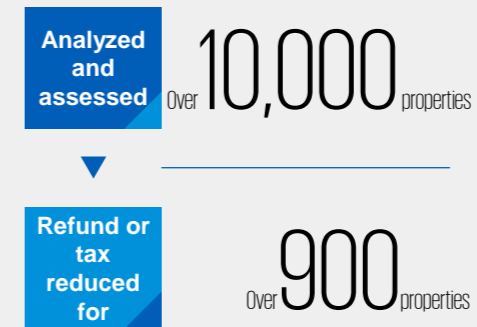 Analyzed
and
assessed
Over 10,000 properties
Refund or
tax
reduced
for
Over 900 properties